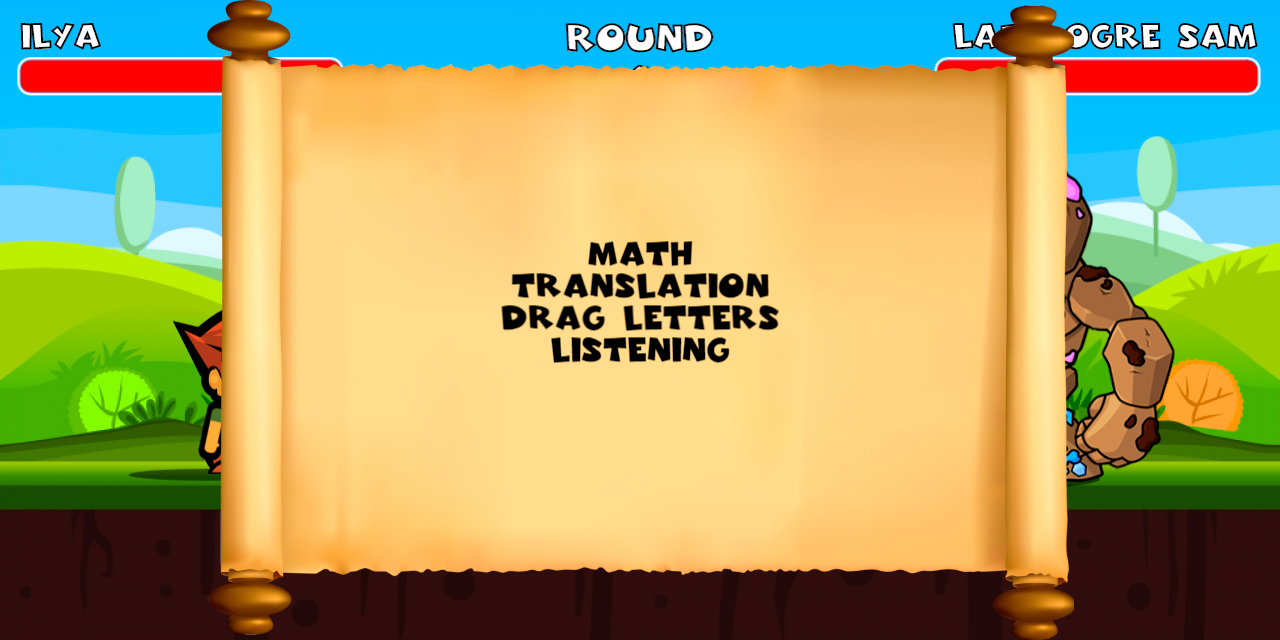 ILYA
ROUND
OGRE SAM
MATH
TRANSLATION
DRAG LETTERS
LISTENING